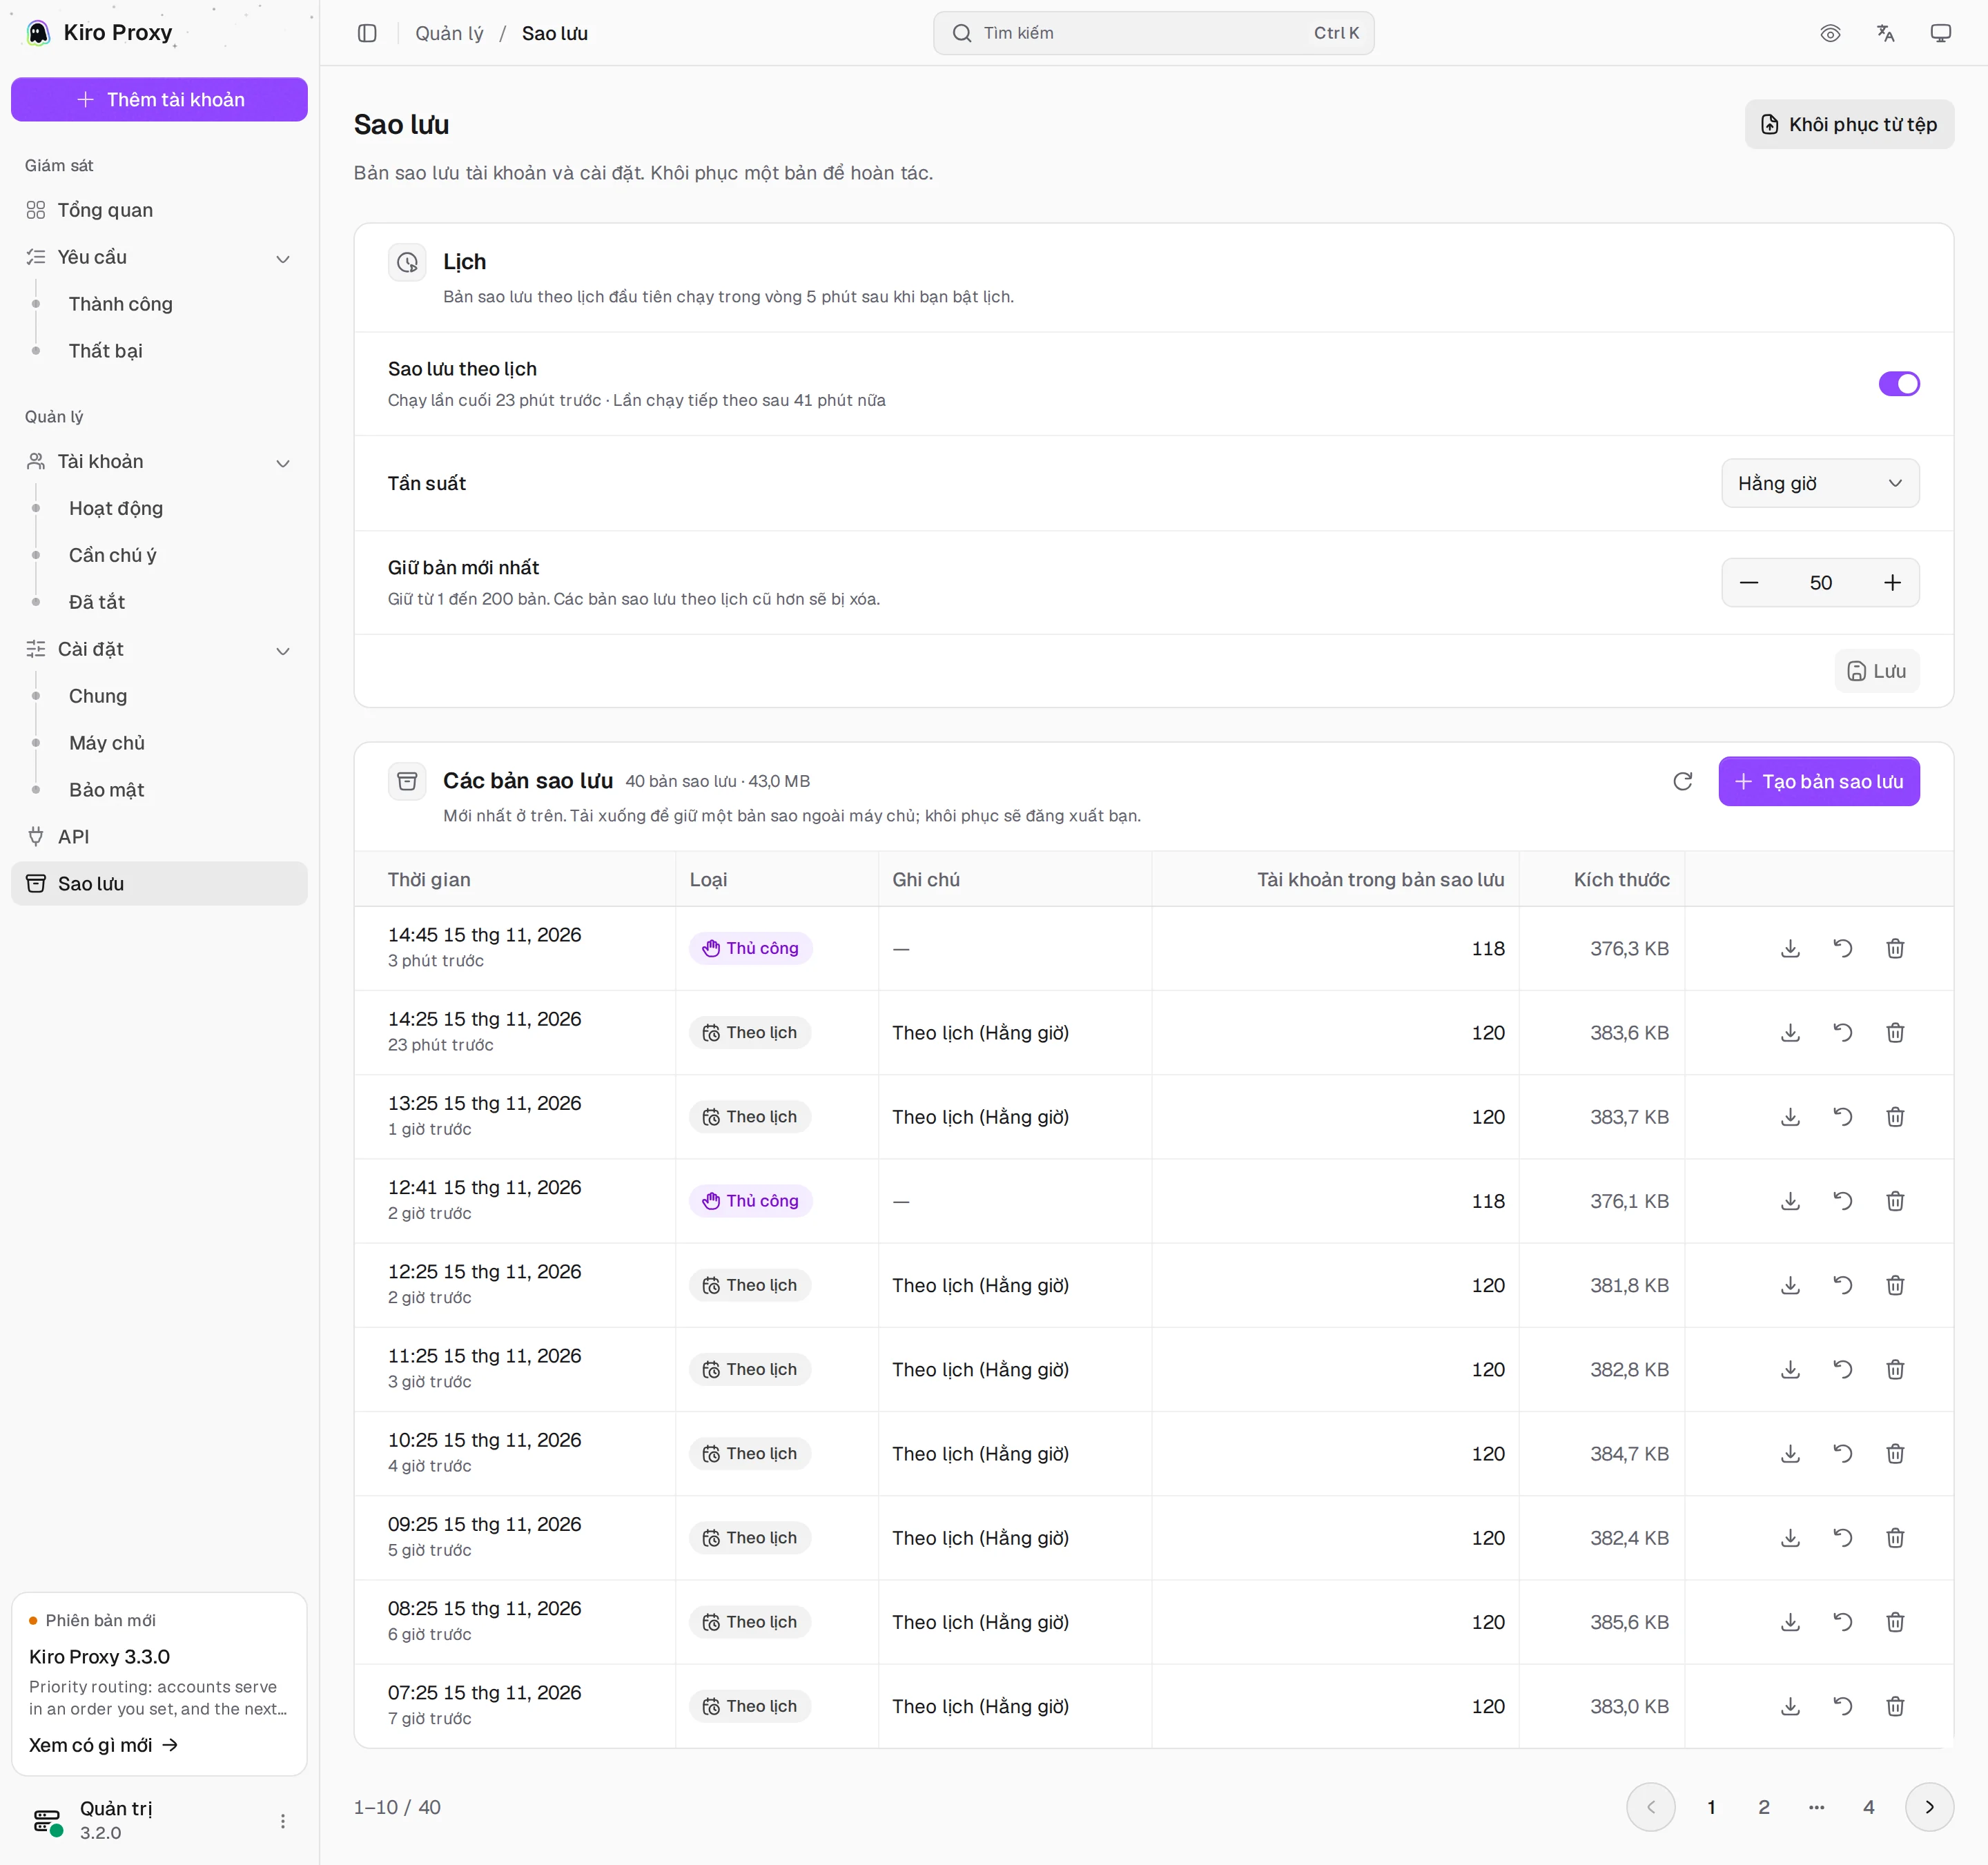 Kiro Proxy
Thêm tài khoản
Giám sát
Tổng quan
Yêu cầu
Thành công
Thất bại
Quản lý
Tài khoản
Hoạt động
Cần chú ý
Đã tắt
Cài đặt
Chung
Máy chủ
Bảo mật
API
Sao lưu
Phiên bản mới
Kiro Proxy 3.3.0
Priority routing: accounts serve
in an order you set, and the next...
Xem có gì mới
Quản trị
3.2.0
Quản lý / Sao lưu
Tìm kiếm Ctrl K
Sao lưu
Khôi phục từ tệp
Bản sao lưu tài khoản và cài đặt. Khôi phục một bản để hoàn tác.
Lịch
Bản sao lưu theo lịch đầu tiên chạy trong vòng 5 phút sau khi bạn bật lịch.
Sao lưu theo lịch
Chạy lần cuối 23 phút trước · Lần chạy tiếp theo sau 41 phút nữa
Tần suất
Hằng giờ
Giữ bản mới nhất
Giữ từ 1 đến 200 bản. Các bản sao lưu theo lịch cũ hơn sẽ bị xóa.
50
Lưu
Các bản sao lưu 40 bản sao lưu · 43,0 MB
Tạo bản sao lưu
Mới nhất ở trên. Tải xuống để giữ một bản sao ngoài máy chủ; khôi phục sẽ đăng xuất bạn.
Thời gian Loại Ghi chú Tài khoản trong bản sao lưu Kích thước
14:45 15 thg 11, 2026
3 phút trước
Thủ công — 118 376,3 KB
14:25 15 thg 11, 2026
23 phút trước
Theo lịch Theo lịch (Hằng giờ) 120 383,6 KB
13:25 15 thg 11, 2026
1 giờ trước
Theo lịch Theo lịch (Hằng giờ) 120 383,7 KB
12:41 15 thg 11, 2026
2 giờ trước
Thủ công — 118 376,1 KB
12:25 15 thg 11, 2026
2 giờ trước
Theo lịch Theo lịch (Hằng giờ) 120 381,8 KB
11:25 15 thg 11, 2026
3 giờ trước
Theo lịch Theo lịch (Hằng giờ) 120 382,8 KB
10:25 15 thg 11, 2026
4 giờ trước
Theo lịch Theo lịch (Hằng giờ) 120 384,7 KB
09:25 15 thg 11, 2026
5 giờ trước
Theo lịch Theo lịch (Hằng giờ) 120 382,4 KB
08:25 15 thg 11, 2026
6 giờ trước
Theo lịch Theo lịch (Hằng giờ) 120 385,6 KB
07:25 15 thg 11, 2026
7 giờ trước
Theo lịch Theo lịch (Hằng giờ) 120 383,0 KB
1–10 / 40
1 2 ... 4